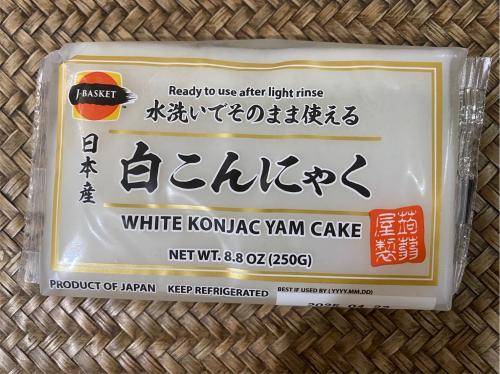 J-BASKET
Ready to use after light rinse
水洗いでそのまま使える
日本産
白こんにゃく
WHITE KONJAC YAM CAKE
NET WT. 8.8 OZ (250G)
蒟蒻
屋製
PRODUCT OF JAPAN KEEP REFRIGERATED
BEST IF USED BY ( YYYY.MM.DD)